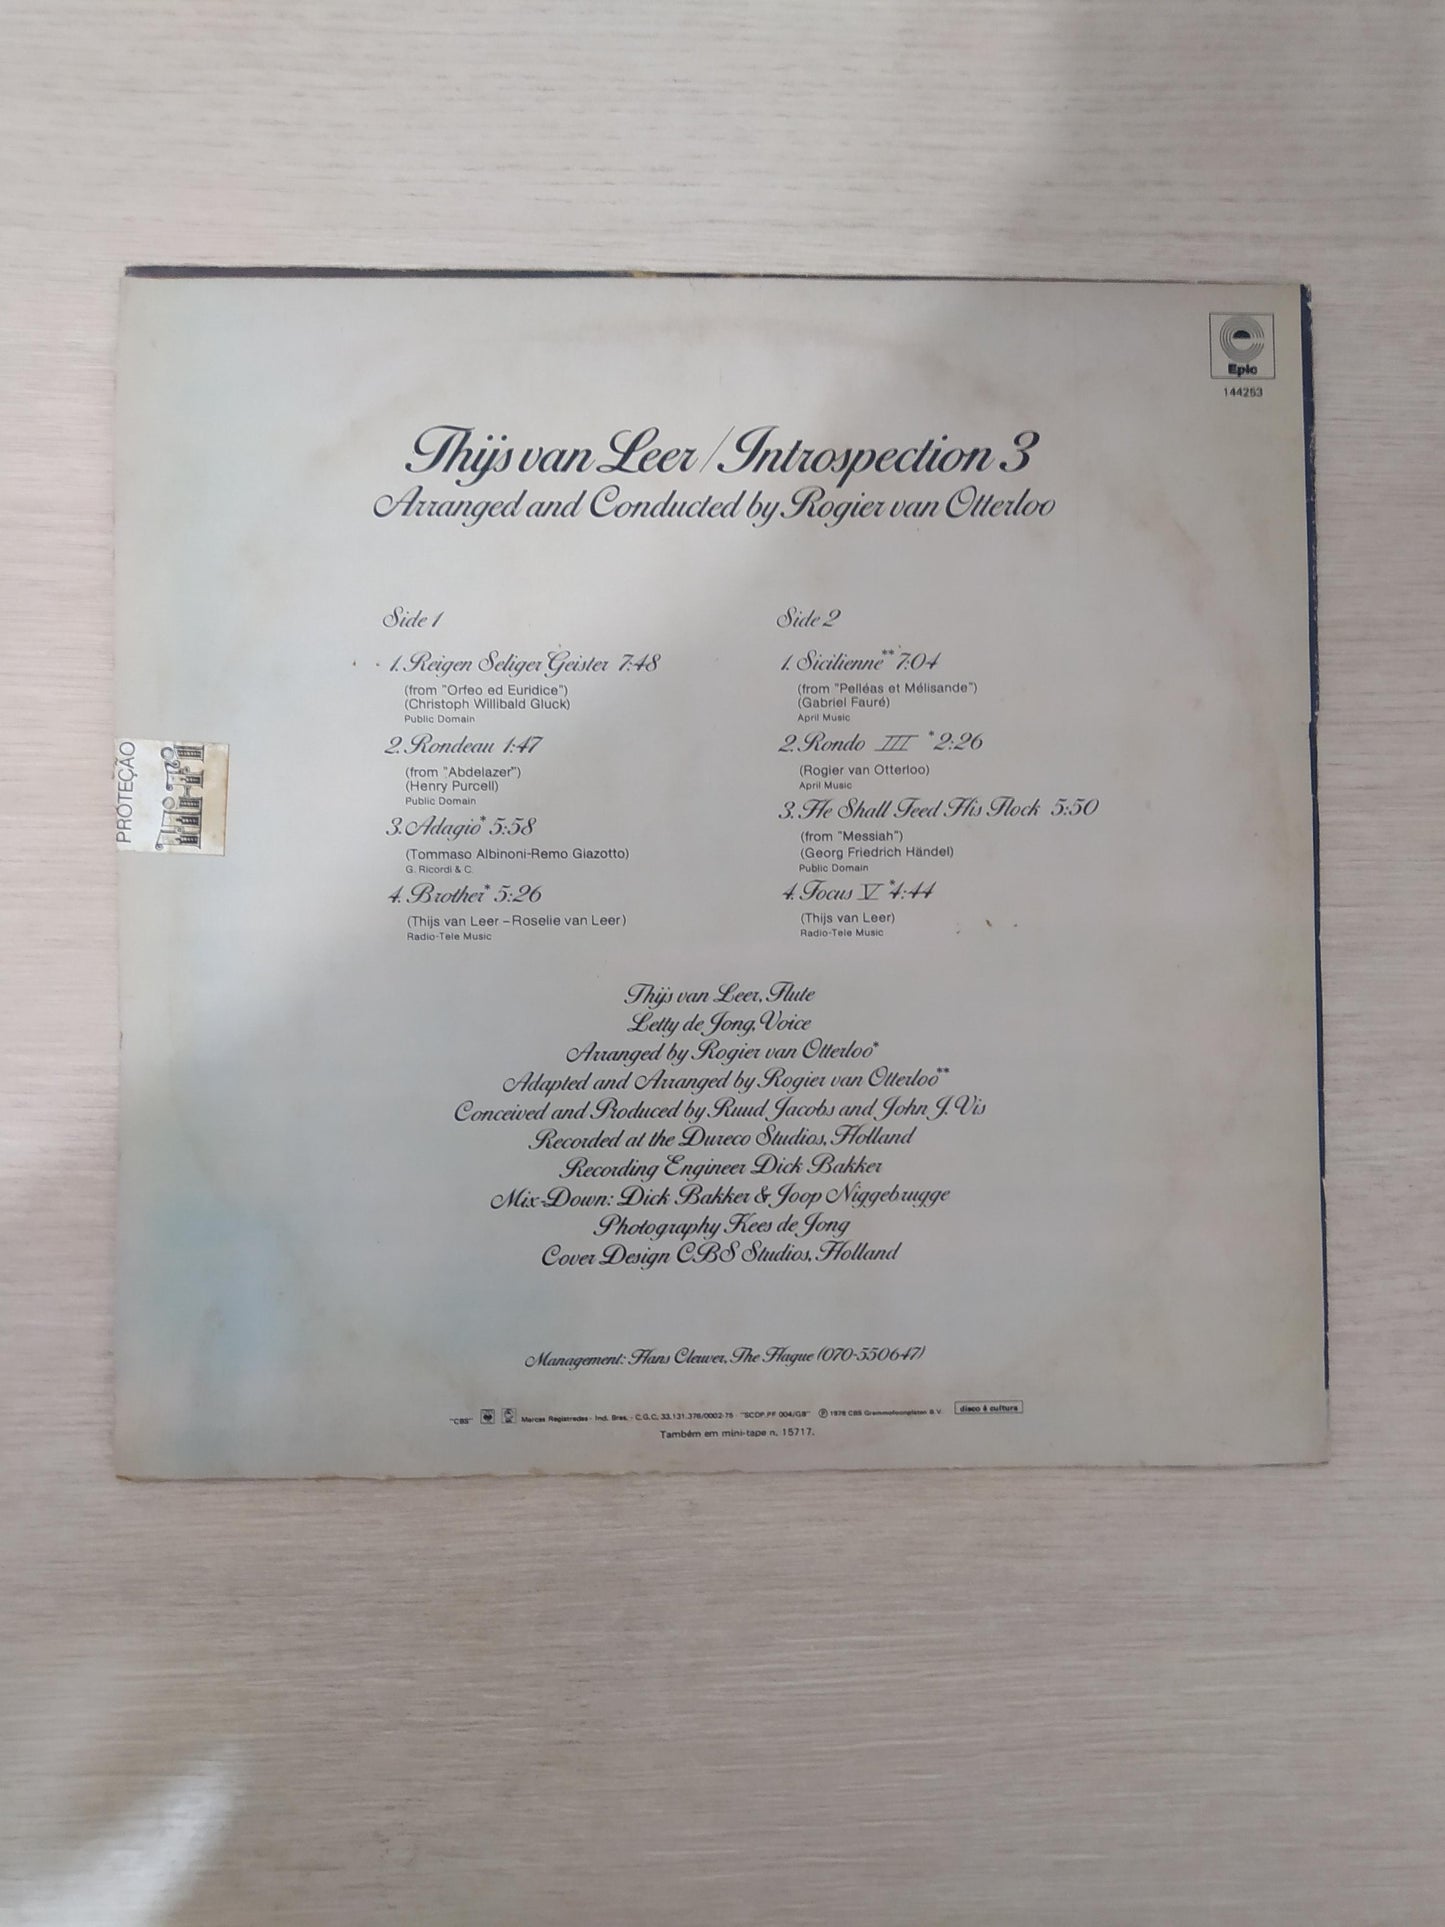 Epic
144253
Thijs van Leer/Introspection 3
Arranged and Conducted by Rogier van Otterloo
Side 1
1. Reigen Seliger Geister 7:48
(from "Orfeo ed Euridice")
(Christoph Willibald Gluck)
Public Domain
2. Rondeau 1:47
(from "Abdelazer")
(Henry Purcell)
Public Domain
3. Adagio* 5:58
(Tommaso Albinoni-Remo Giazotto)
G. Ricordi & C.
4. Brother* 5:26
(Thijs van Leer – Roselie van Leer)
Radio-Tele Music
Side 2
1. Sicilienne** 7:04
(from "Pelléas et Mélisande")
(Gabriel Fauré)
April Music
2. Rondo III *2:26
(Rogier van Otterloo)
April Music
3. He Shall Feed His Flock 5:50
(from "Messiah")
(Georg Friedrich Händel)
Public Domain
4. Focus V *4:44
(Thijs van Leer)
Radio-Tele Music
PROTEÇÃO
HI-FI
Thijs van Leer, Flute
Letty de Jong, Voice
Arranged by Rogier van Otterloo*
Adapted and Arranged by Rogier van Otterloo**
Conceived and Produced by Ruud Jacobs and John J. Vis
Recorded at the Dureco Studios, Holland
Recording Engineer Dick Bakker
Mix-Down: Dick Bakker & Joop Niggebrugge
Photography Kees de Jong
Cover Design CBS Studios, Holland
Management: Hans Cleuver, The Hague (070-550647)
"CBS" Marcas Registradas - Ind. Bras. - C.G.C. 33.131.376/0002-75 - "SCDP.PF 004/GB" ℗ 1978 CBS Grammofoonplaten B.V. disco é cultura
Também em mini-tape n. 15717.